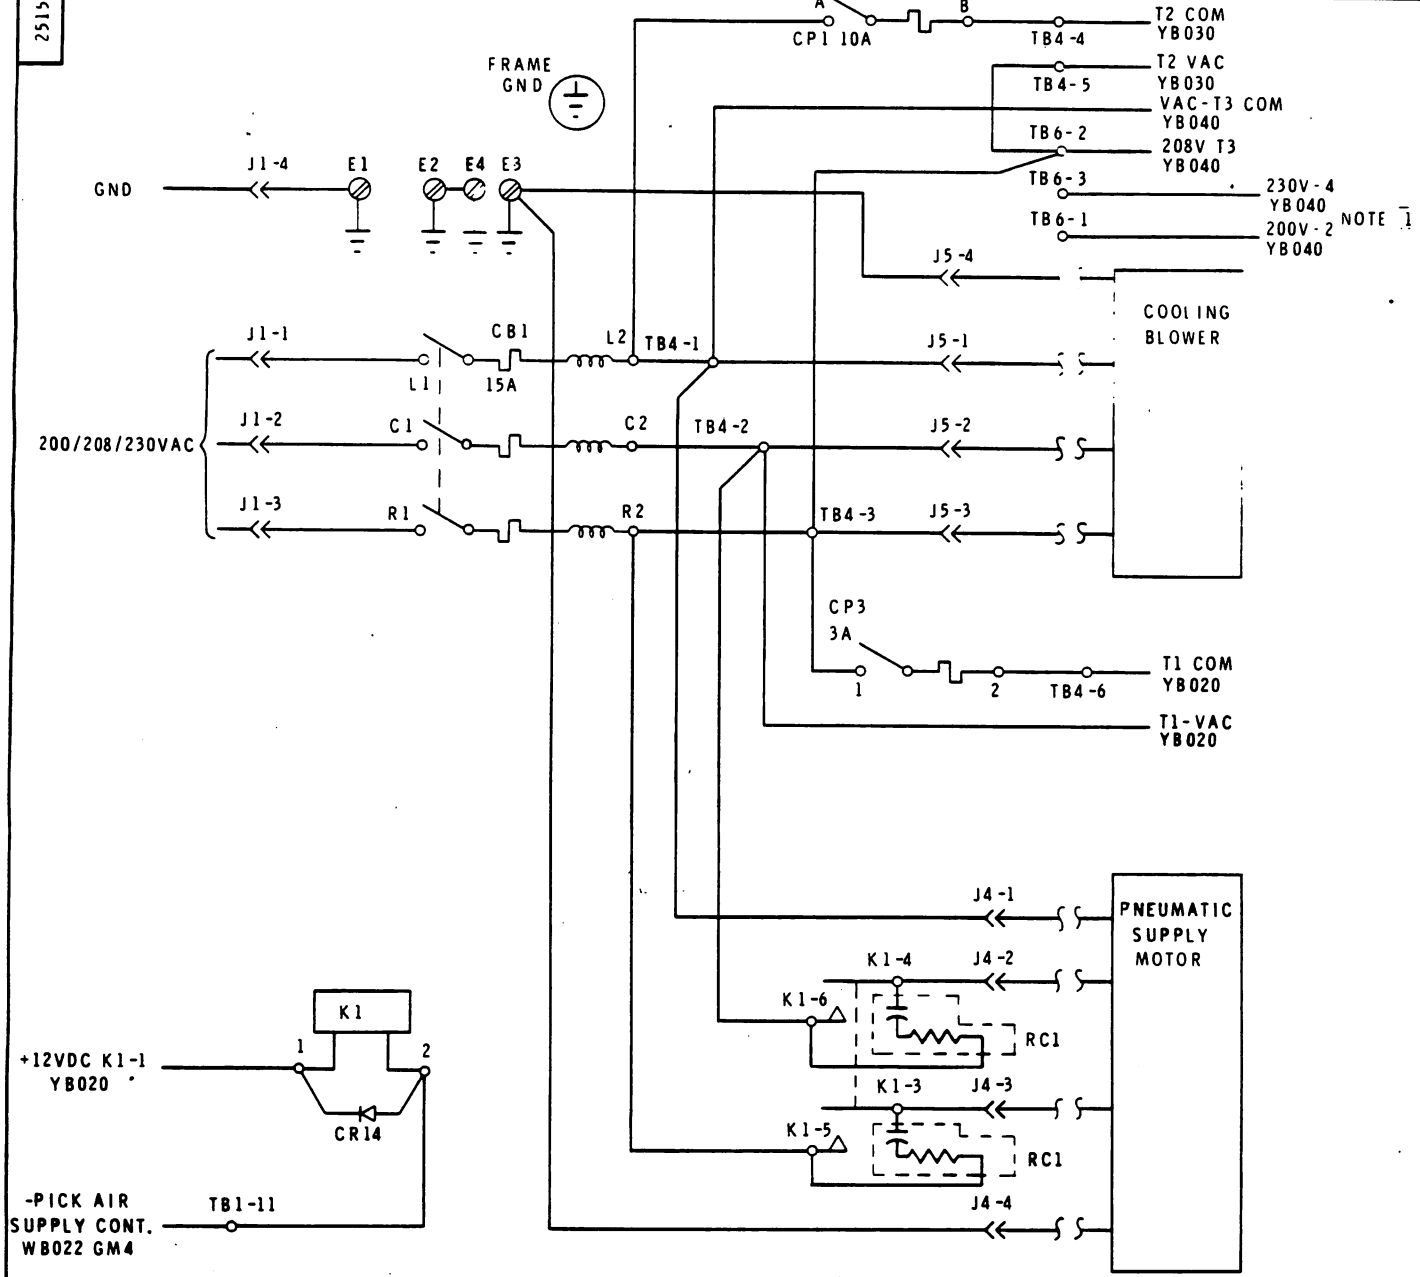 2515
A
B
CP1 10A
TB4-4
T2 COM
YB030
FRAME
GND
T2 VAC
YB030
TB4-5
VAC-T3 COM
YB040
TB6-2
208V T3
YB040
J1-4
E1
E2
E4
E3
GND
TB6-3
230V-4
YB040
NOTE 1
TB6-1
200V-2
YB040
J5-4
COOLING
BLOWER
J1-1
CB1
L2
TB4-1
J5-1
L1
15A
200/208/230VAC
J1-2
C1
C2
TB4-2
J5-2
J1-3
R1
R2
TB4-3
J5-3
CP3
3A
1
2
TB4-6
T1 COM
YB020
T1-VAC
YB020
J4-1
PNEUMATIC
SUPPLY
MOTOR
K1-4
J4-2
K1-6
RC1
K1
1
2
+12VDC K1-1
YB020
CR14
K1-3
J4-3
K1-5
RC1
J4-4
-PICK AIR
SUPPLY CONT.
WB022 GM4
TB1-11